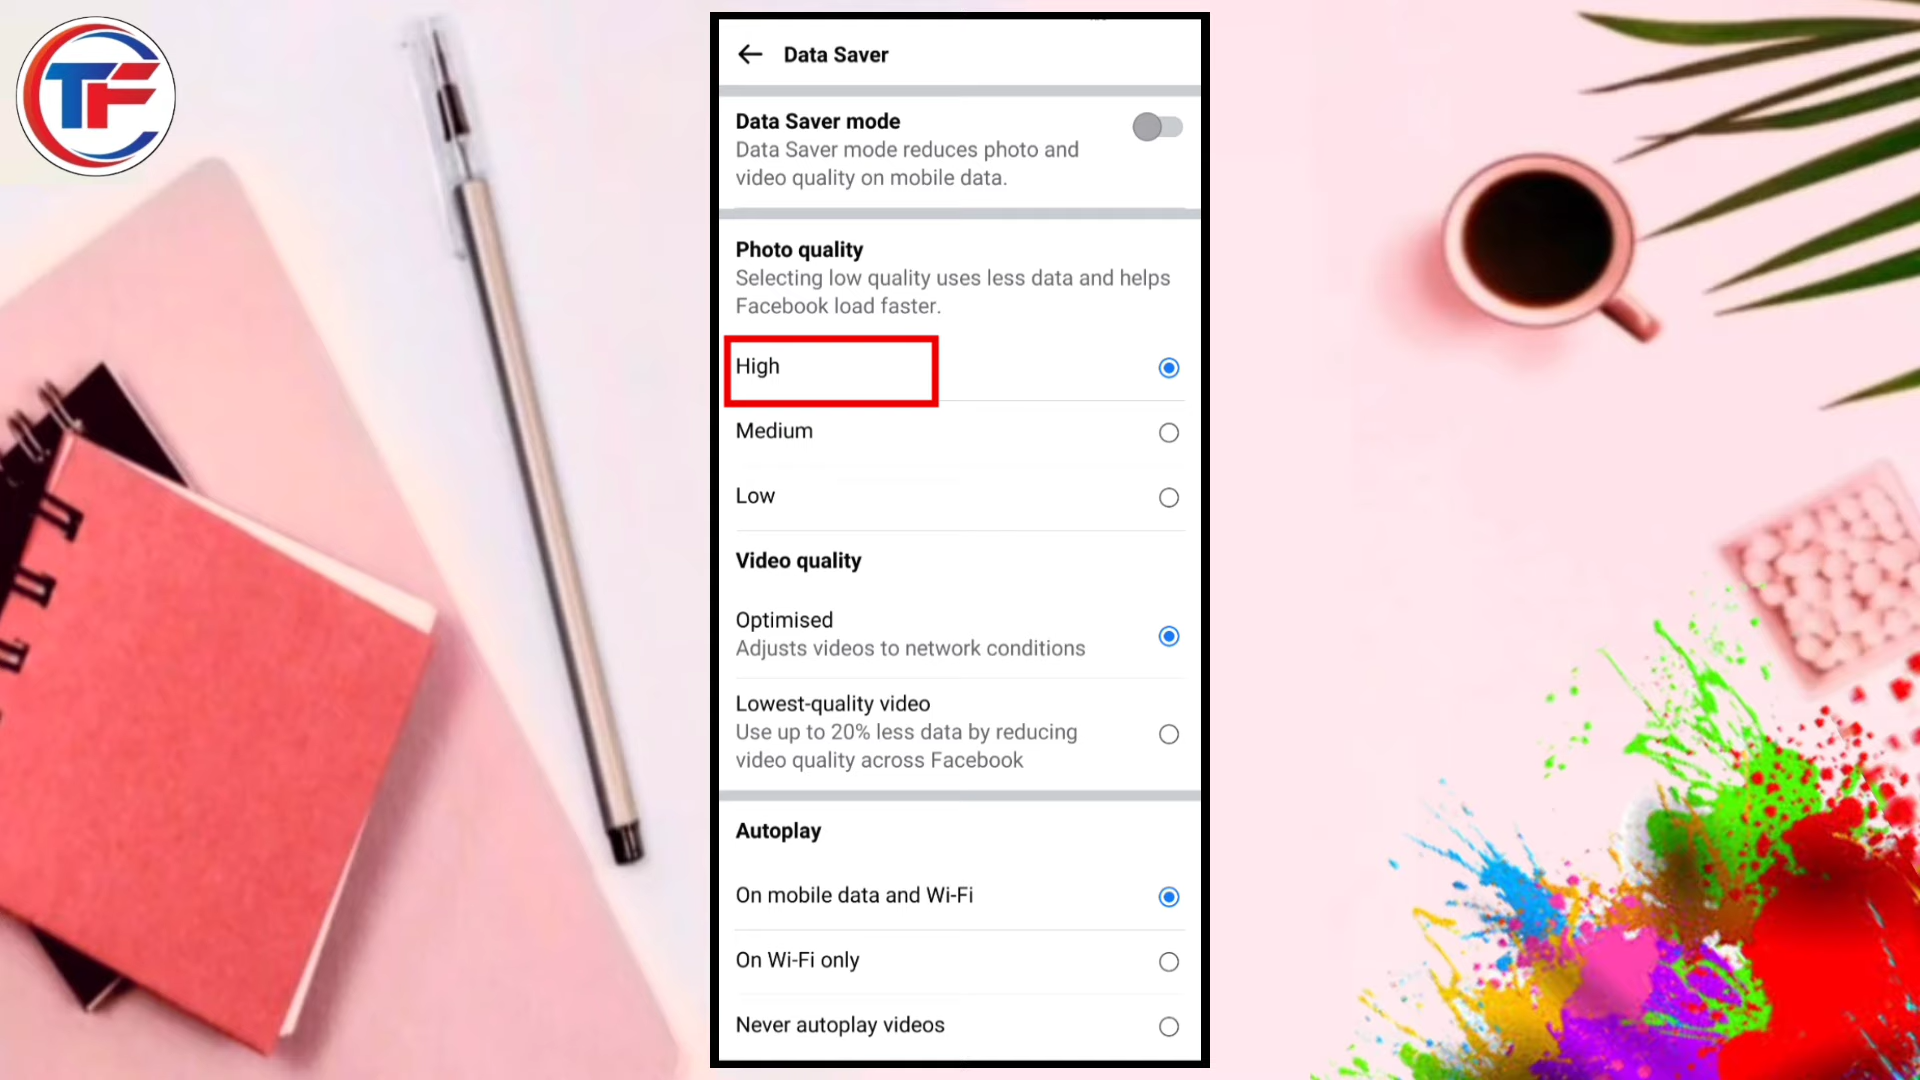 TF
Data Saver
Data Saver mode
Data Saver mode reduces photo and
video quality on mobile data.
Photo quality
Selecting low quality uses less data and helps
Facebook load faster.
High
Medium
Low
Video quality
Optimised
Adjusts videos to network conditions
Lowest-quality video
Use up to 20% less data by reducing
video quality across Facebook
Autoplay
On mobile data and Wi-Fi
On Wi-Fi only
Never autoplay videos